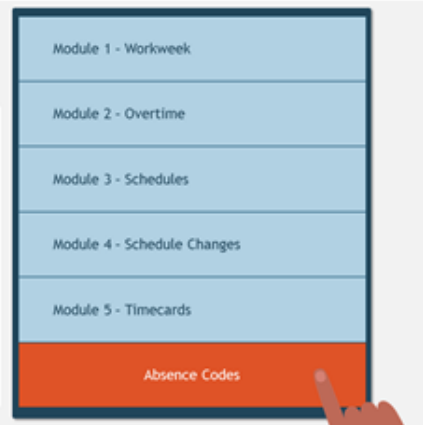 Module 1 - Workweek
Module 2 - Overtime
Module 3 - Schedules
Module 4 - Schedule Changes
Module 5 - Timecards
Absence Codes